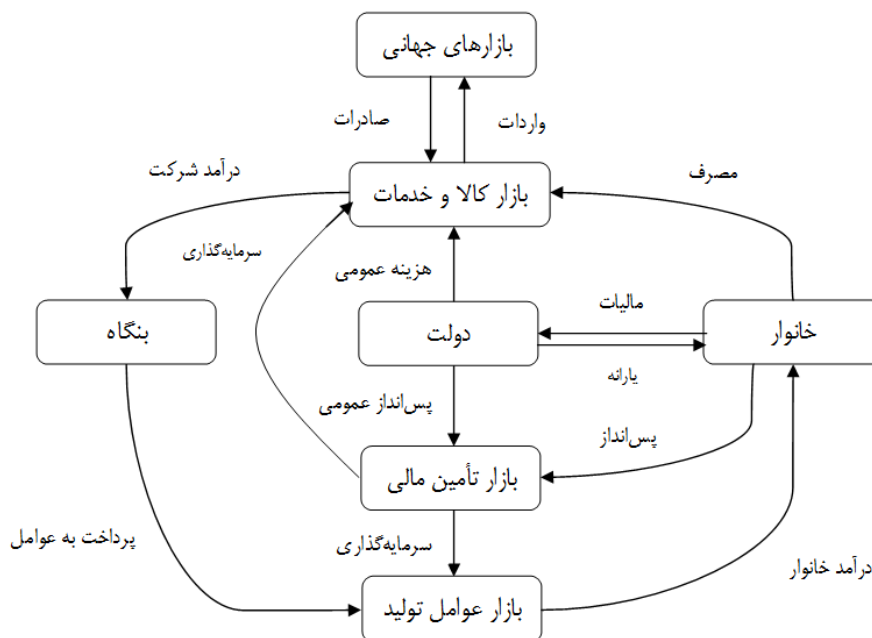 بازارهای جهانی
صادرات
واردات
درآمد شرکت
بازار کالا و خدمات
مصرف
سرمایه‌گذاری
هزینه عمومی
بنگاه
دولت
مالیات
خانوار
یارانه
پس‌انداز عمومی
پس‌انداز
بازار تأمین مالی
پرداخت به عوامل
سرمایه‌گذاری
درآمد خانوار
بازار عوامل تولید